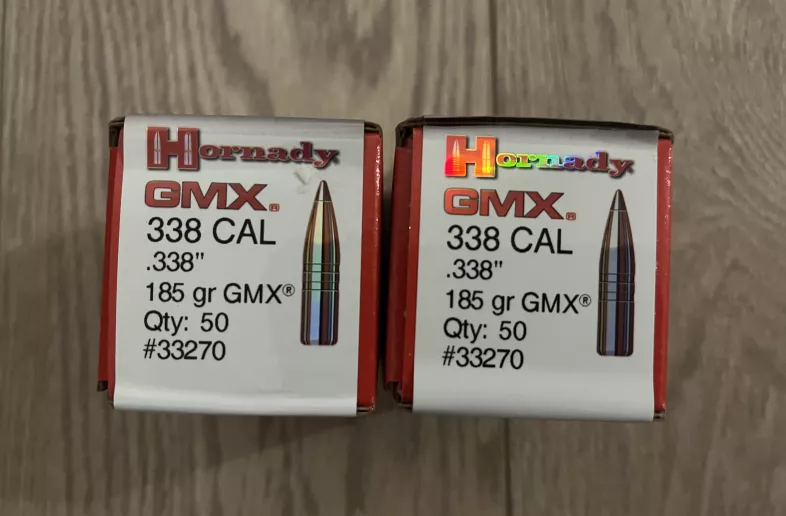 Hornady
GMX®
338 CAL
.338"
185 gr GMX®
Qty: 50
#33270
Hornady
GMX®
338 CAL
.338"
185 gr GMX®
Qty: 50
#33270